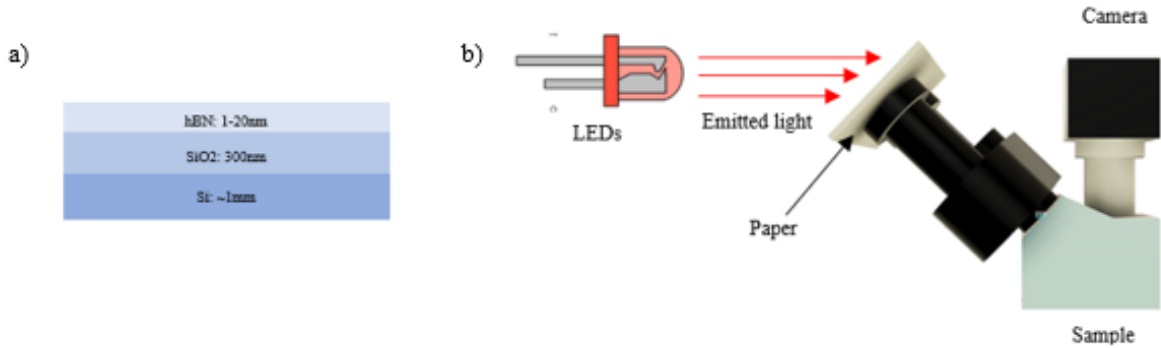 a)
hBN: 1-20nm
SiO2: 300nm
Si: ~1mm
b)
LEDs
Emitted light
Paper
Camera
Sample